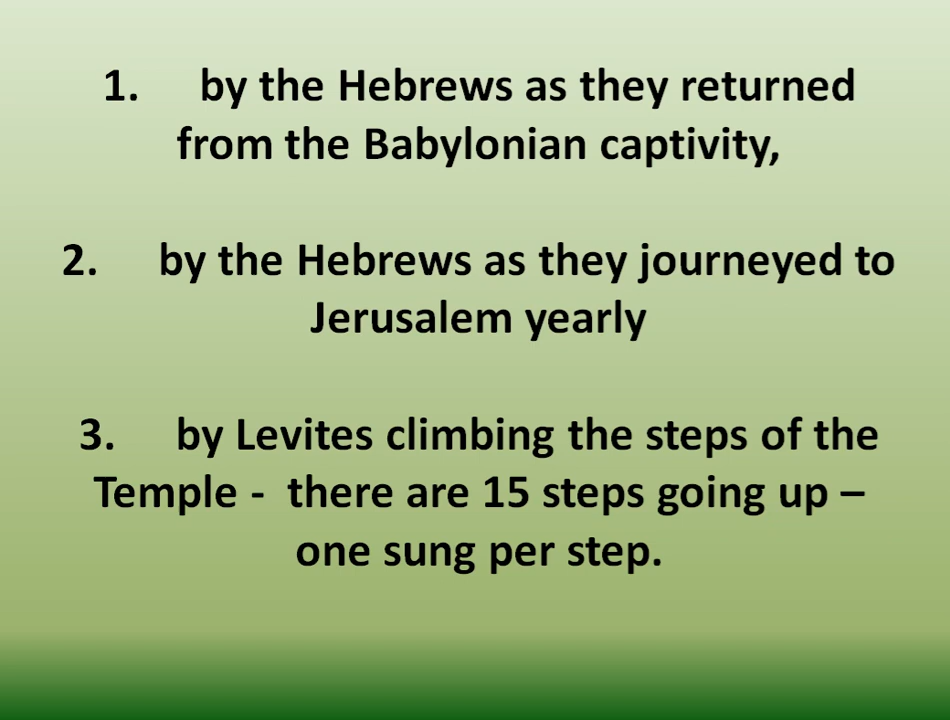 1. by the Hebrews as they returned
from the Babylonian captivity,
2. by the Hebrews as they journeyed to
Jerusalem yearly
3. by Levites climbing the steps of the
Temple - there are 15 steps going up –
one sung per step.